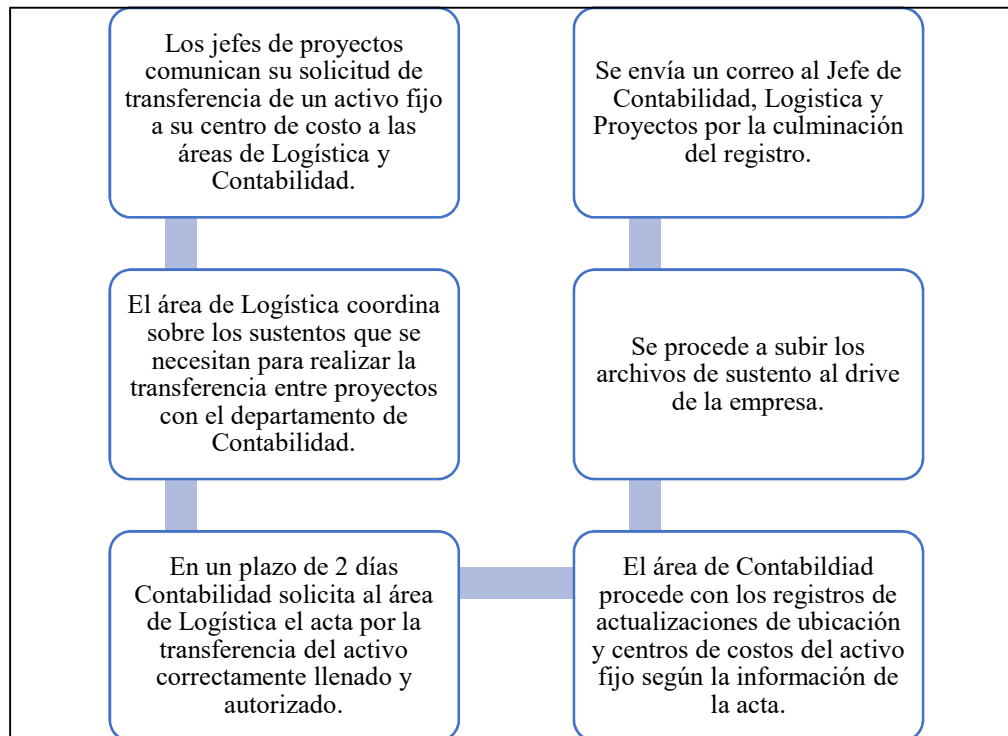 Los jefes de proyectos
comunican su solicitud de
transferencia de un activo fijo
a su centro de costo a las
áreas de Logística y
Contabilidad.
El área de Logística coordina
sobre los sustentos que se
necesitan para realizar la
transferencia entre proyectos
con el departamento de
Contabilidad.
En un plazo de 2 días
Contabilidad solicita al área
de Logística el acta por la
transferencia del activo
correctamente llenado y
autorizado.
El área de Contabildiad
procede con los registros de
actualizaciones de ubicación
y centros de costos del activo
fijo según la información de
la acta.
Se procede a subir los
archivos de sustento al drive
de la empresa.
Se envía un correo al Jefe de
Contabilidad, Logistica y
Proyectos por la culminación
del registro.